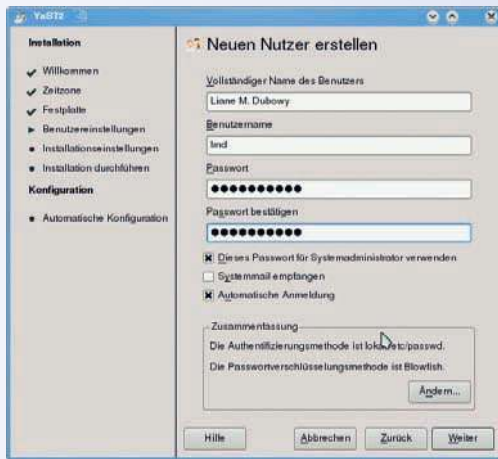 YaST2
Installation
Willkommen
Zeitzone
Festplatte
Benutzereinstellungen
Installationseinstellungen
Installation durchführen
Konfiguration
Automatische Konfiguration
Neuen Nutzer erstellen
Vollständiger Name des Benutzers
Liane M. Dubowy
Benutzername
lmd
Passwort
●●●●●●●●●●
Passwort bestätigen
●●●●●●●●●●
Dieses Passwort für Systemadministrator verwenden
Systemmail empfangen
Automatische Anmeldung
Zusammenfassung
Die Authentifizierungsmethode ist lokal/etc/passwd.
Die Passwortverschlüsselungsmethode ist Blowfish.
Ändern...
Hilfe
Abbrechen
Zurück
Weiter